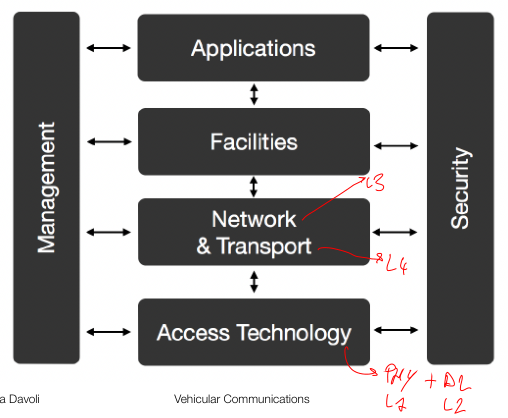 Applications
Management
Facilities
Security
L3
Network
& Transport
L4
Access Technology
PHY + DL
L1 L2
a Davoli
Vehicular Communications